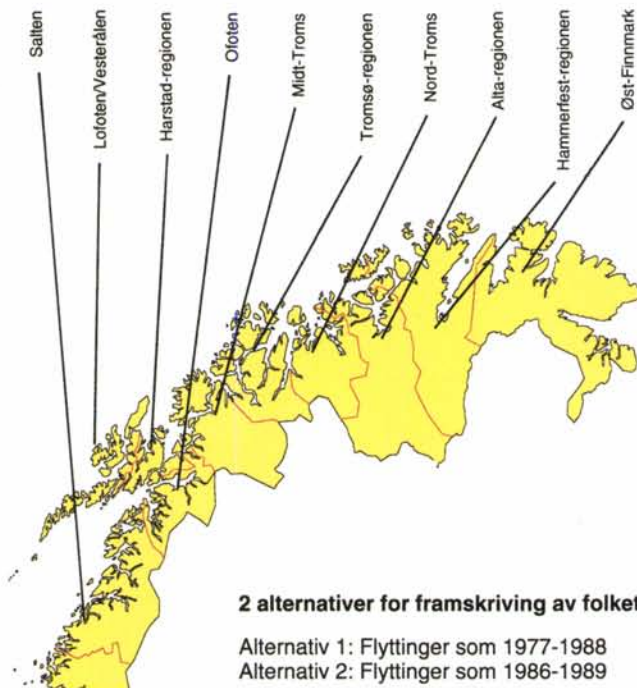 Salten
Lofoten/Vesterålen
Harstad-regionen
Ofoten
Midt-Troms
Tromsø-regionen
Nord-Troms
Alta-regionen
Hammerfest-regionen
Øst-Finnmark
2 alternativer for framskriving av folket
Alternativ 1: Flyttinger som 1977-1988
Alternativ 2: Flyttinger som 1986-1989